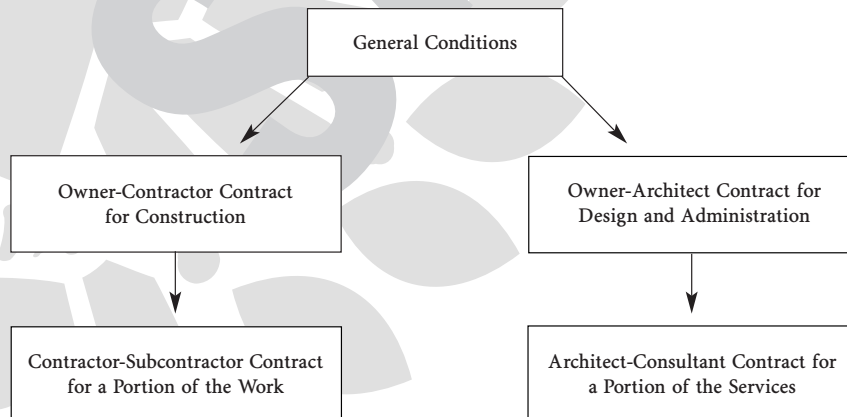 General Conditions
Owner-Contractor Contract
for Construction
Owner-Architect Contract for
Design and Administration
Contractor-Subcontractor Contract
for a Portion of the Work
Architect-Consultant Contract for
a Portion of the Services